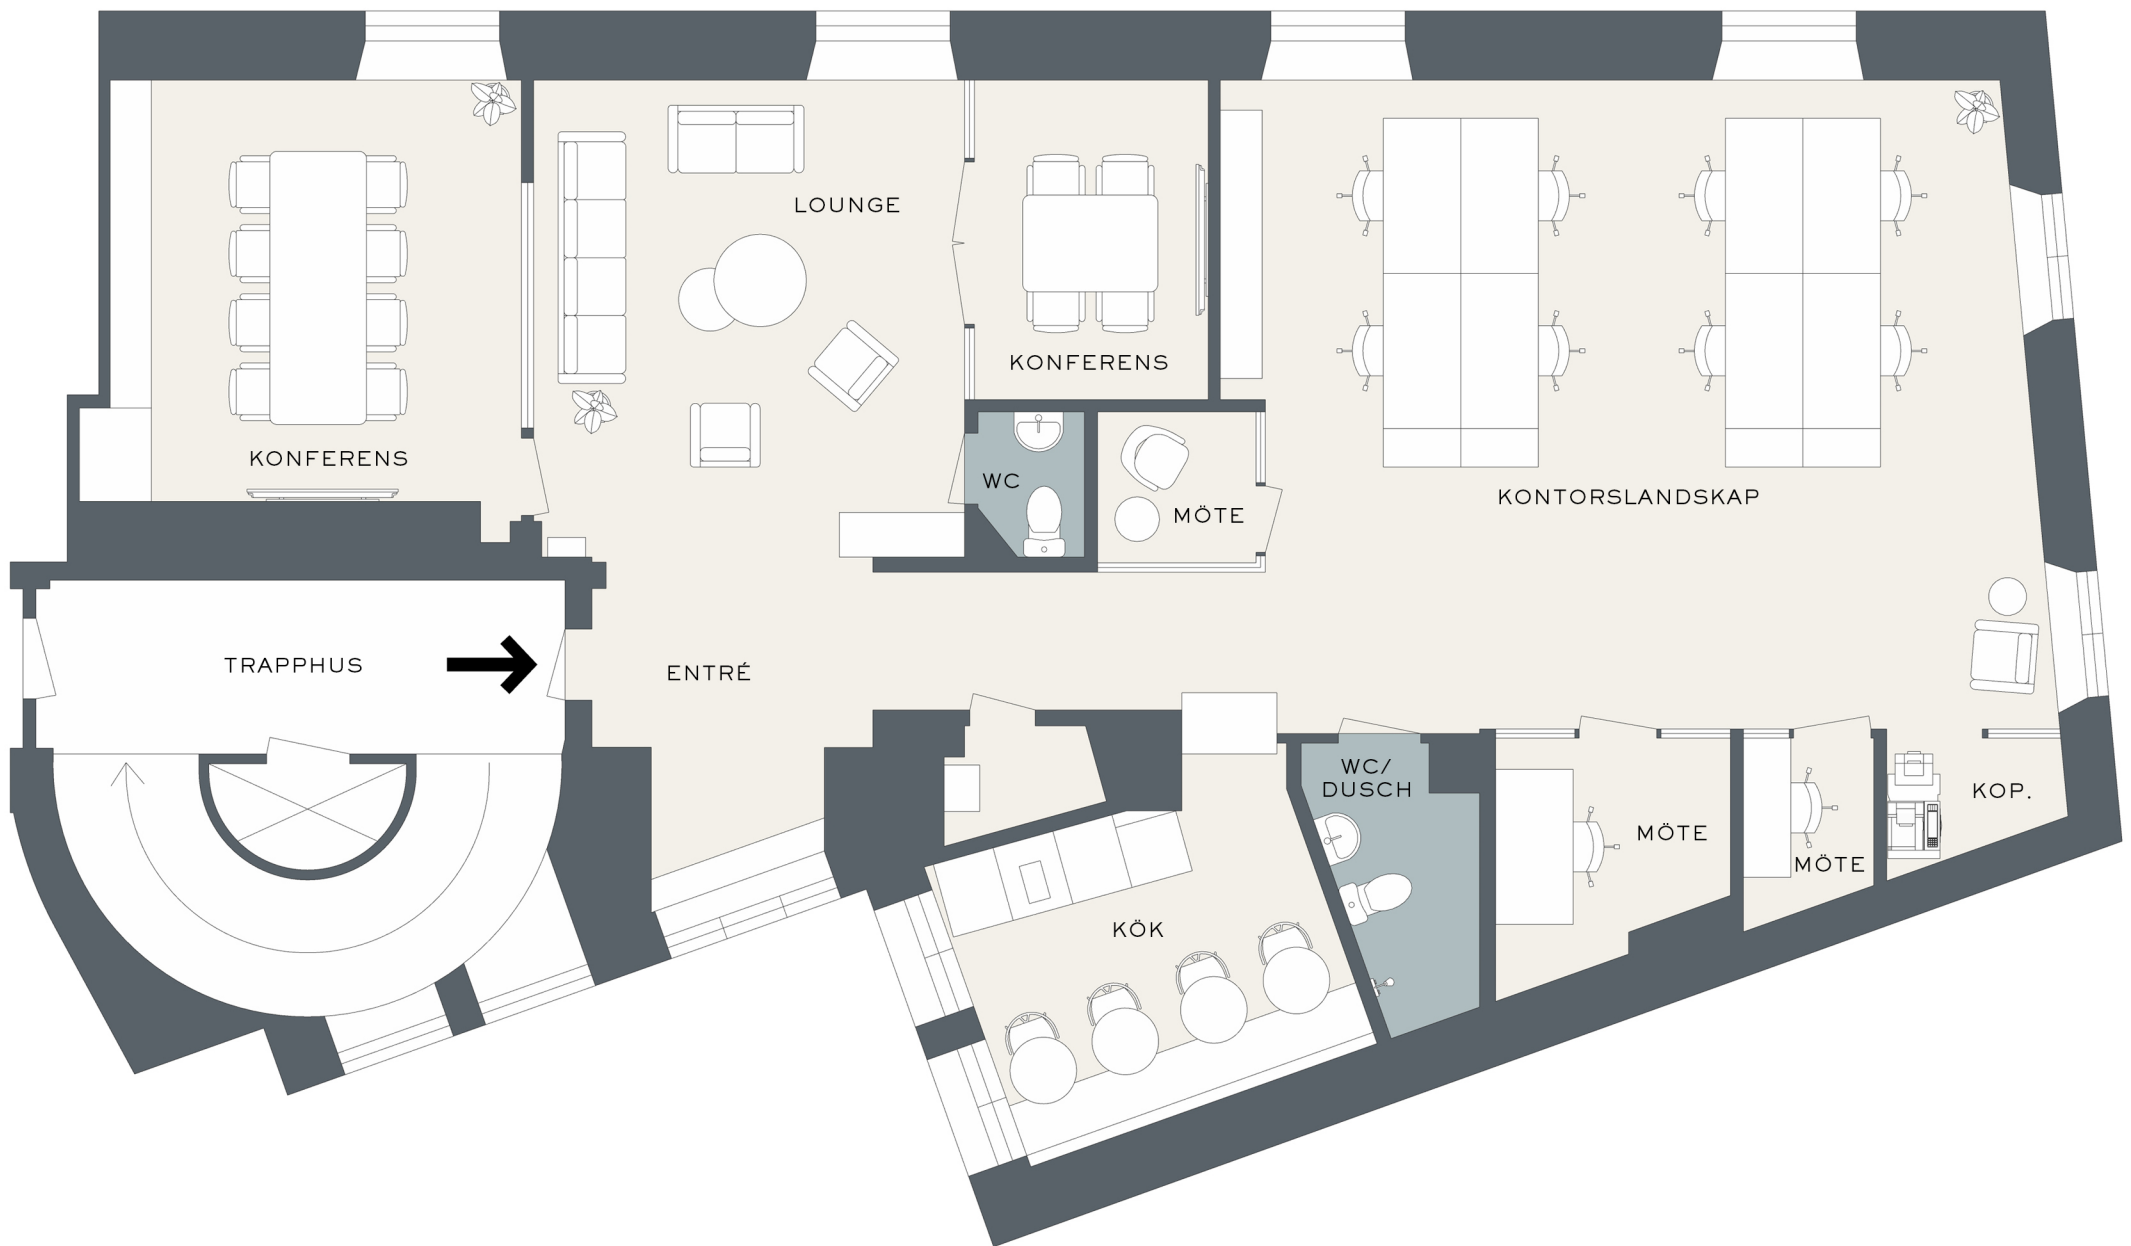 LOUNGE
KONFERENS
KONFERENS
WC
MÖTE
KONTORSLANDSKAP
TRAPPHUS
ENTRÉ
WC/
DUSCH
KOP.
MÖTE
MÖTE
KÖK